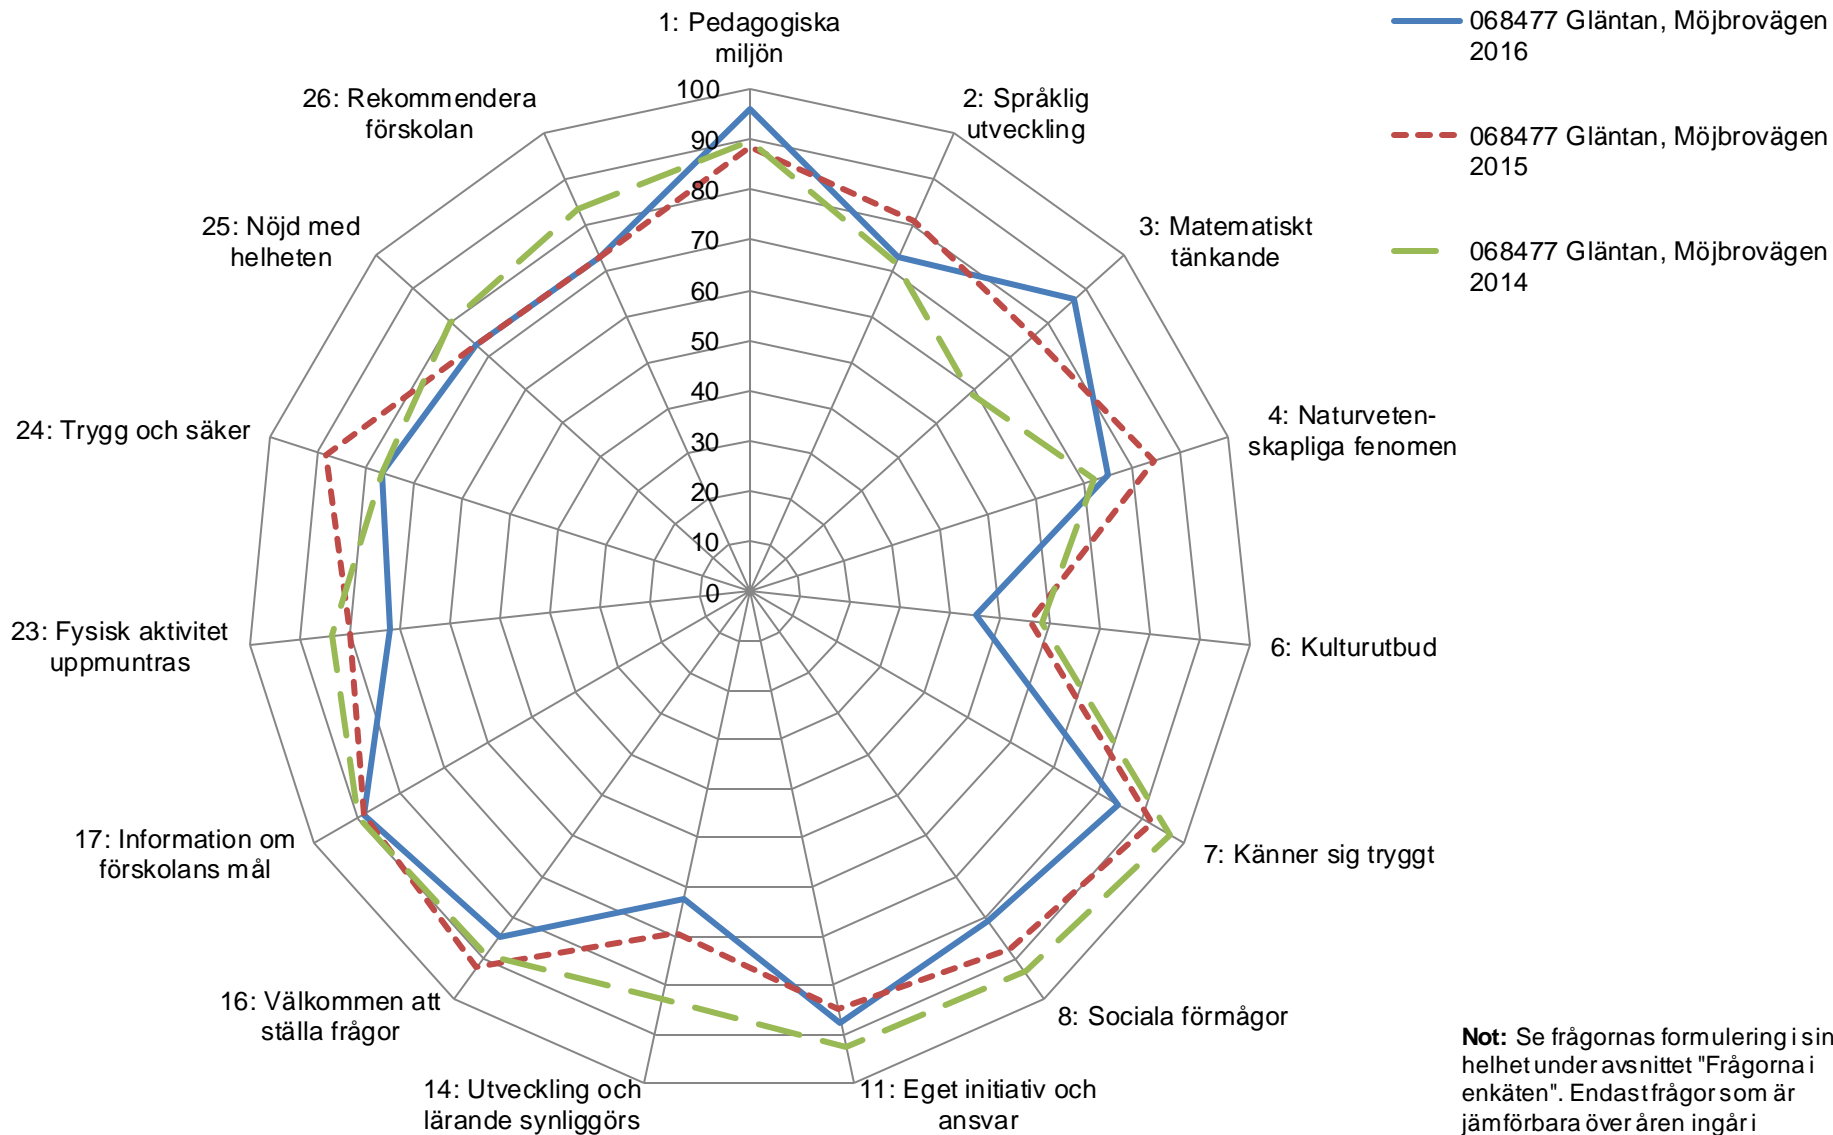 1: Pedagogiska
miljön
2: Språklig
utveckling
3: Matematiskt
tänkande
4: Naturveten-
skapliga fenomen
6: Kulturutbud
7: Känner sig tryggt
8: Sociala förmågor
11: Eget initiativ och
ansvar
14: Utveckling och
lärande synliggörs
16: Välkommen att
ställa frågor
17: Information om
förskolans mål
23: Fysisk aktivitet
uppmuntras
24: Trygg och säker
25: Nöjd med
helheten
26: Rekommendera
förskolan
100
90
80
70
60
50
40
30
20
10
0
068477 Gläntan, Möjbrovägen
2016
068477 Gläntan, Möjbrovägen
2015
068477 Gläntan, Möjbrovägen
2014
Not: Se frågornas formulering i sin
helhet under avsnittet "Frågorna i
enkäten". Endast frågor som är
jämförbara över åren ingår i